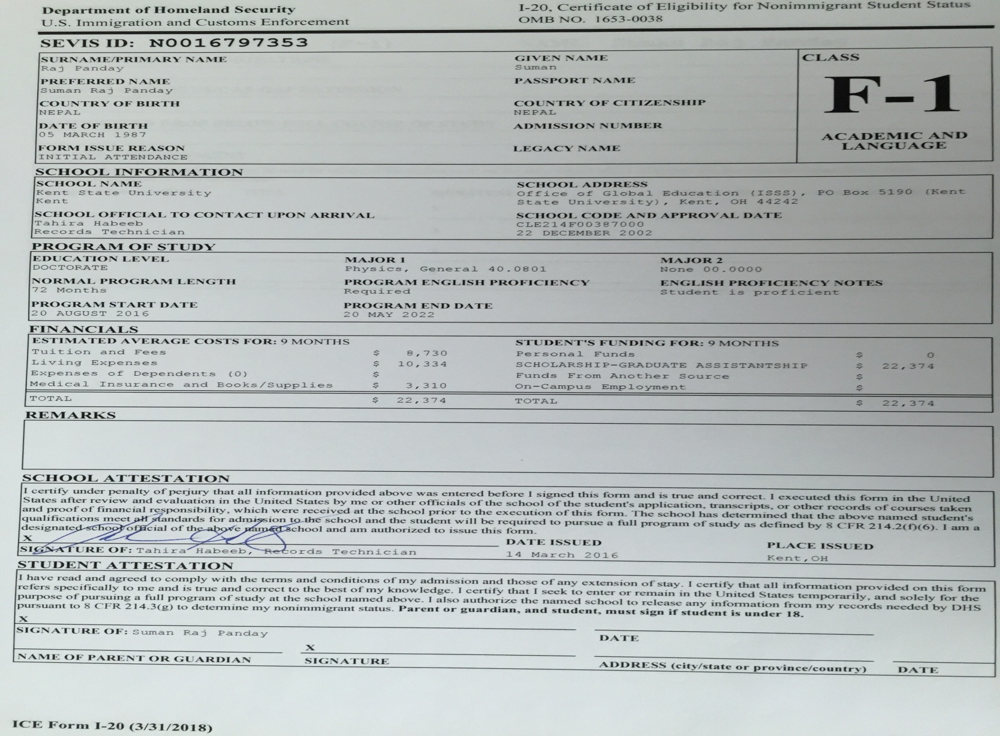 Department of Homeland Security
U.S. Immigration and Customs Enforcement
I-20, Certificate of Eligibility for Nonimmigrant Student Status
OMB NO. 1653-0038
SEVIS ID: N0016797353
SURNAME/PRIMARY NAME
Raj Panday
GIVEN NAME
Suman
PREFERRED NAME
Suman Raj Panday
PASSPORT NAME
COUNTRY OF BIRTH
NEPAL
COUNTRY OF CITIZENSHIP
NEPAL
DATE OF BIRTH
05 MARCH 1987
ADMISSION NUMBER
FORM ISSUE REASON
INITIAL ATTENDANCE
LEGACY NAME
CLASS
F-1
ACADEMIC AND
LANGUAGE
SCHOOL INFORMATION
SCHOOL NAME
Kent State University
Kent
SCHOOL ADDRESS
Office of Global Education (ISSS), PO Box 5190 (Kent
State University), Kent, OH 44242
SCHOOL OFFICIAL TO CONTACT UPON ARRIVAL
Tahira Habeeb
Records Technician
SCHOOL CODE AND APPROVAL DATE
CLE214F00387000
22 DECEMBER 2002
PROGRAM OF STUDY
EDUCATION LEVEL
DOCTORATE
MAJOR 1
Physics, General 40.0801
MAJOR 2
None 00.0000
NORMAL PROGRAM LENGTH
72 Months
PROGRAM ENGLISH PROFICIENCY
Required
ENGLISH PROFICIENCY NOTES
Student is proficient
PROGRAM START DATE
20 AUGUST 2016
PROGRAM END DATE
20 MAY 2022
FINANCIALS
ESTIMATED AVERAGE COSTS FOR: 9 MONTHS
Tuition and Fees $ 8,730
Living Expenses $ 10,334
Expenses of Dependents (0) $
Medical Insurance and Books/Supplies $ 3,310
TOTAL $ 22,374
STUDENT'S FUNDING FOR: 9 MONTHS
Personal Funds $ 0
SCHOLARSHIP-GRADUATE ASSISTANTSHIP $ 22,374
Funds From Another Source $
On-Campus Employment $
TOTAL $ 22,374
REMARKS
SCHOOL ATTESTATION
I certify under penalty of perjury that all information provided above was entered before I signed this form and is true and correct. I executed this form in the United
States after review and evaluation in the United States by me or other officials of the school of the student's application, transcripts, or other records of courses taken
and proof of financial responsibility, which were received at the school prior to the execution of this form. The school has determined that the above named student's
qualifications meet all standards for admission to the school and the student will be required to pursue a full program of study as defined by 8 CFR 214.2(f)(6). I am a
designated school official of the above named school and am authorized to issue this form.
X
SIGNATURE OF: Tahira Habeeb, Records Technician
DATE ISSUED
14 March 2016
PLACE ISSUED
Kent,OH
STUDENT ATTESTATION
I have read and agreed to comply with the terms and conditions of my admission and those of any extension of stay. I certify that all information provided on this form
refers specifically to me and is true and correct to the best of my knowledge. I certify that I seek to enter or remain in the United States temporarily, and solely for the
purpose of pursuing a full program of study at the school named above. I also authorize the named school to release any information from my records needed by DHS
pursuant to 8 CFR 214.3(g) to determine my nonimmigrant status. Parent or guardian, and student, must sign if student is under 18.
X
SIGNATURE OF: Suman Raj Panday
DATE
X
NAME OF PARENT OR GUARDIAN
SIGNATURE
ADDRESS (city/state or province/country)
DATE
ICE Form I-20 (3/31/2018)